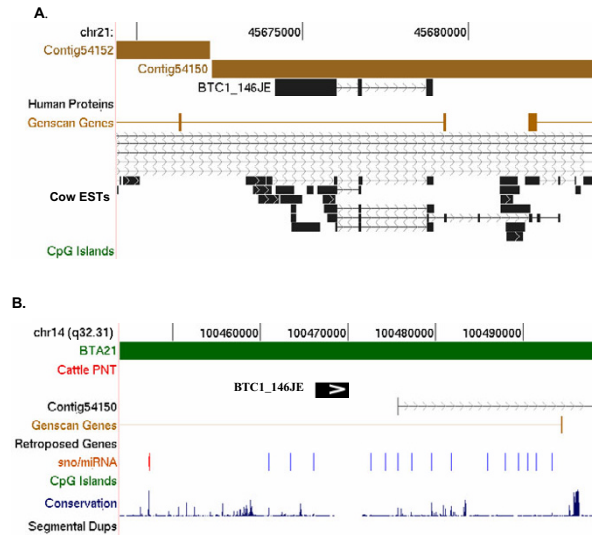 A.
chr21: 45675000 45680000
Contig54152
Contig54150
BTC1_146JE
Human Proteins
Genscan Genes
Cow ESTs
CpG Islands
B.
chr14 (q32.31) 100460000 100470000 100480000 100490000
BTA21
Cattle PNT
BTC1_146JE
Contig54150
Genscan Genes
Retroposed Genes
sno/miRNA
CpG Islands
Conservation
Segmental Dups